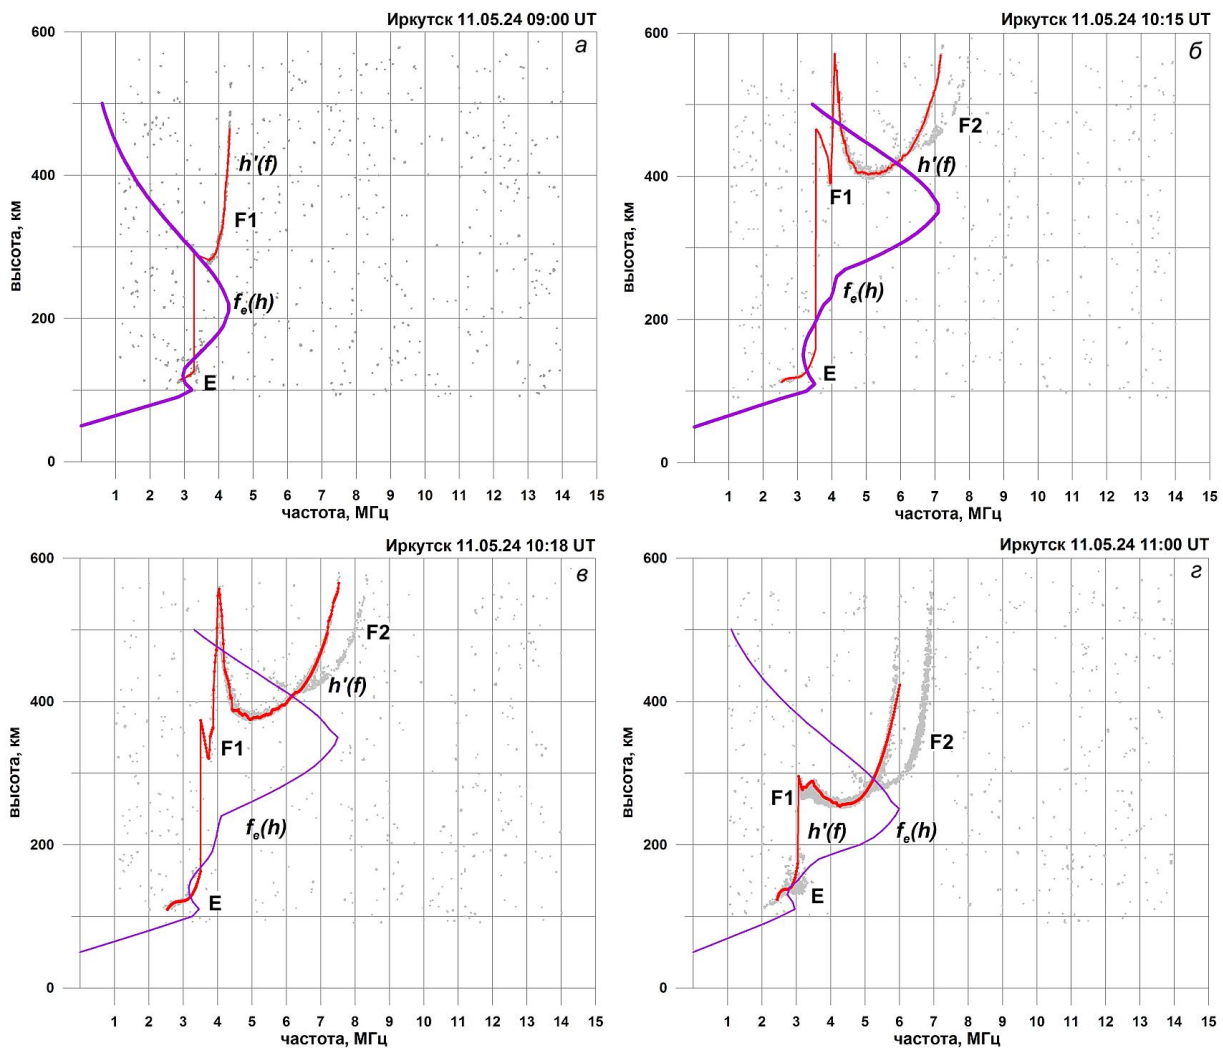 Иркутск 11.05.24 09:00 UT
а
600
400
200
0
высота, км
h'(f)
F1
fe(h)
E
1 2 3 4 5 6 7 8 9 10 11 12 13 14 15
частота, МГц
Иркутск 11.05.24 10:15 UT
б
600
400
200
0
высота, км
F2
h'(f)
F1
fe(h)
E
1 2 3 4 5 6 7 8 9 10 11 12 13 14 15
частота, МГц
Иркутск 11.05.24 10:18 UT
в
600
400
200
0
высота, км
F2
h'(f)
F1
fe(h)
E
1 2 3 4 5 6 7 8 9 10 11 12 13 14 15
частота, МГц
Иркутск 11.05.24 11:00 UT
г
600
400
200
0
высота, км
F2
F1
h'(f)
fe(h)
E
1 2 3 4 5 6 7 8 9 10 11 12 13 14 15
частота, МГц